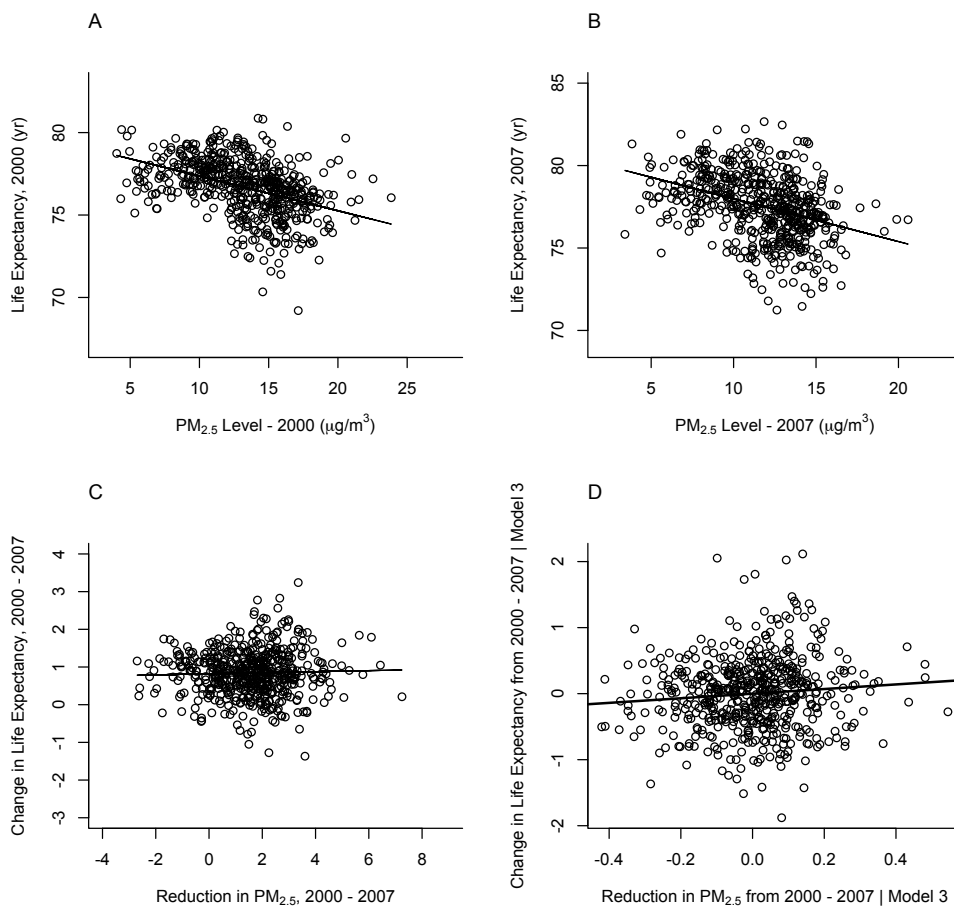 A
Life Expectancy, 2000 (yr)
80
75
70
5 10 15 20 25
PM2.5 Level - 2000 (μg/m³)
B
Life Expectancy, 2007 (yr)
85
80
75
70
5 10 15 20
PM2.5 Level - 2007 (μg/m³)
C
Change in Life Expectancy, 2000 - 2007
4
3
2
1
0
-1
-2
-3
-4 -2 0 2 4 6 8
Reduction in PM2.5, 2000 - 2007
D
Change in Life Expectancy from 2000 - 2007 | Model 3
2
1
0
-1
-2
-0.4 -0.2 0.0 0.2 0.4
Reduction in PM2.5 from 2000 - 2007 | Model 3